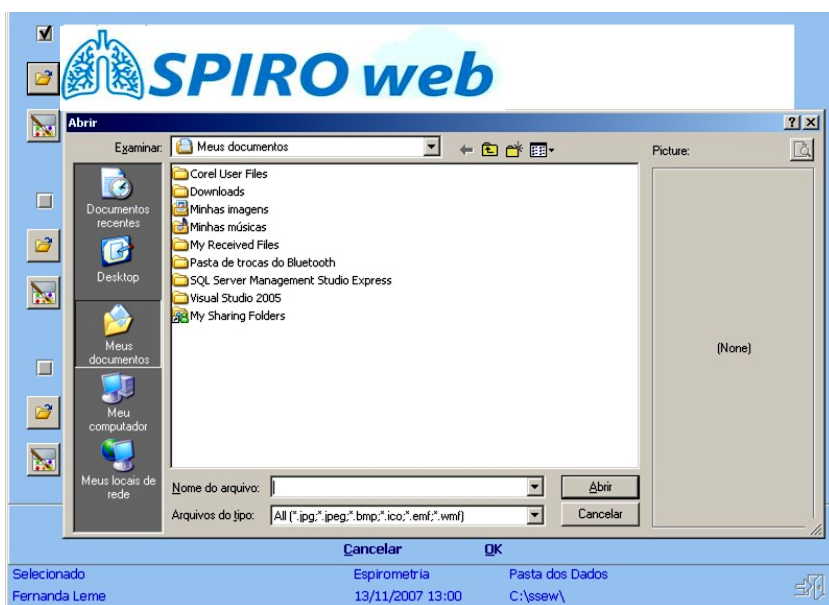 SPIRO web
Abrir
Examinar:
Meus documentos
Picture:
Documentos
recentes
Desktop
Meus
documentos
Meu
computador
Meus locais de
rede
Corel User Files
Downloads
Minhas imagens
Minhas músicas
My Received Files
Pasta de trocas do Bluetooth
SQL Server Management Studio Express
Visual Studio 2005
My Sharing Folders
(None)
Nome do arquivo:
Abrir
Arquivos do tipo:
All (*.jpg;*.jpeg;*.bmp;*.ico;*.emf;*.wmf)
Cancelar
Cancelar OK
Selecionado Espirometria Pasta dos Dados
Fernanda Leme 13/11/2007 13:00 C:\ssew\